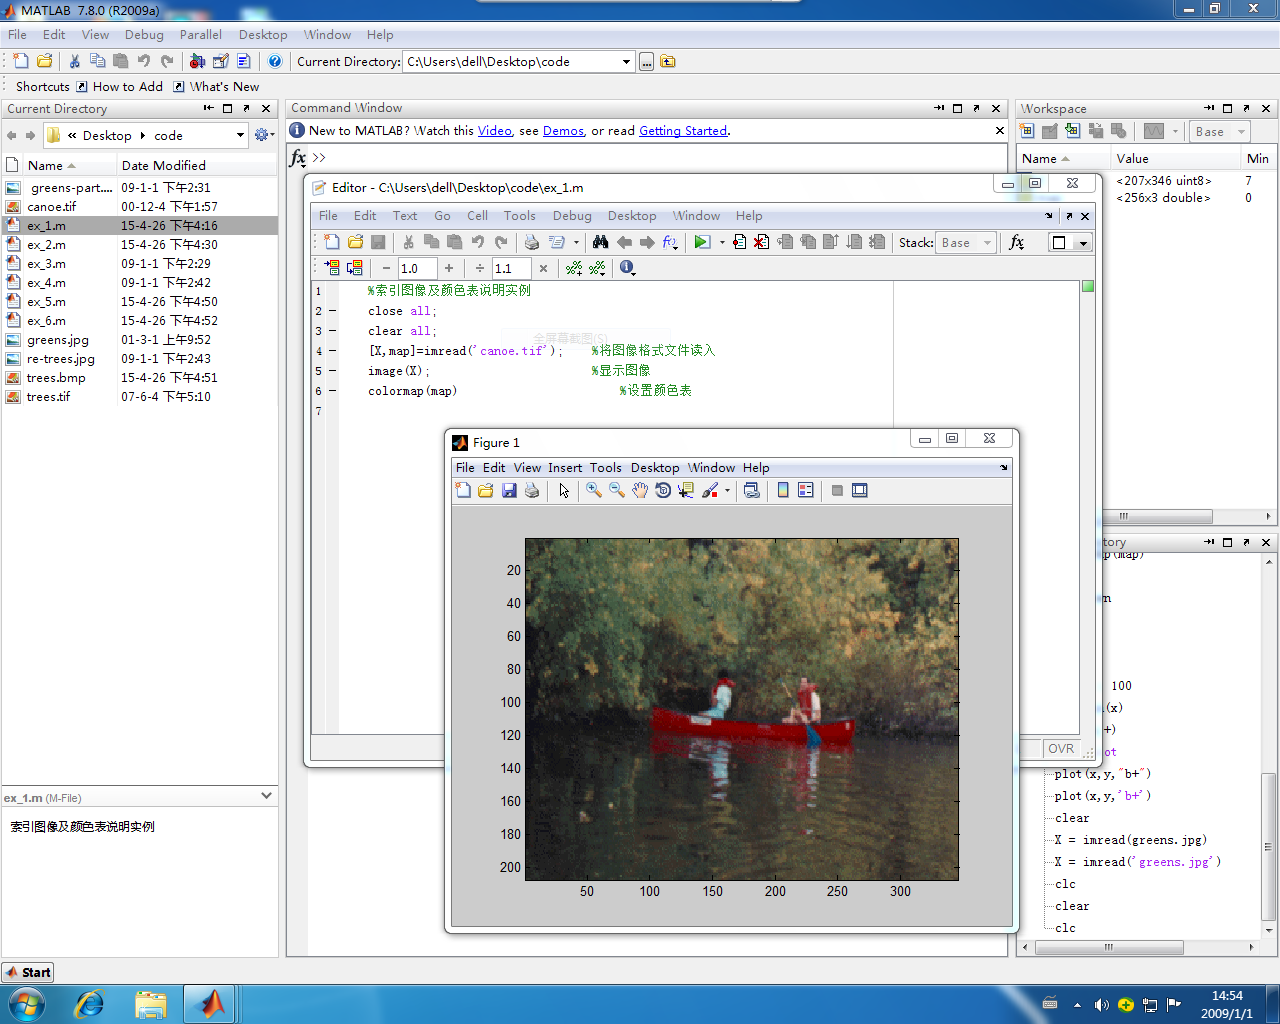 MATLAB 7.8.0 (R2009a)
File Edit View Debug Parallel Desktop Window Help
Current Directory: C:\Users\dell\Desktop\code
Shortcuts How to Add What's New
Current Directory
« Desktop code
Name Date Modified
greens-part.... 09-1-1 下午2:31
canoe.tif 00-12-4 下午1:57
ex_1.m 15-4-26 下午4:16
ex_2.m 15-4-26 下午4:30
ex_3.m 09-1-1 下午2:29
ex_4.m 09-1-1 下午2:42
ex_5.m 15-4-26 下午4:50
ex_6.m 15-4-26 下午4:52
greens.jpg 01-3-1 上午9:52
re-trees.jpg 09-1-1 下午2:43
trees.bmp 15-4-26 下午4:51
trees.tif 07-6-4 下午5:10
ex_1.m (M-File)
索引图像及颜色表说明实例
Command Window
New to MATLAB? Watch this Video, see Demos, or read Getting Started.
fx >>
Editor - C:\Users\dell\Desktop\code\ex_1.m
File Edit Text Go Cell Tools Debug Desktop Window Help
Stack: Base fx
− 1.0 + ÷ 1.1 ×
1 %索引图像及颜色表说明实例
2 − close all;
3 − clear all;
全屏幕截图(S)
4 − [X,map]=imread('canoe.tif'); %将图像格式文件读入
5 − image(X); %显示图像
6 − colormap(map) %设置颜色表
7
OVR
Figure 1
File Edit View Insert Tools Desktop Window Help
20
40
60
80
100
120
140
160
180
200
50 100 150 200 250 300
Workspace
Base
Name Value Min
<207x346 uint8> 7
<256x3 double> 0
tory
p(map)
n
100
(x)
+)
ot
plot(x,y,"b+")
plot(x,y,'b+')
clear
X = imread(greens.jpg)
X = imread('greens.jpg')
clc
clear
clc
Start
14:54
2009/1/1